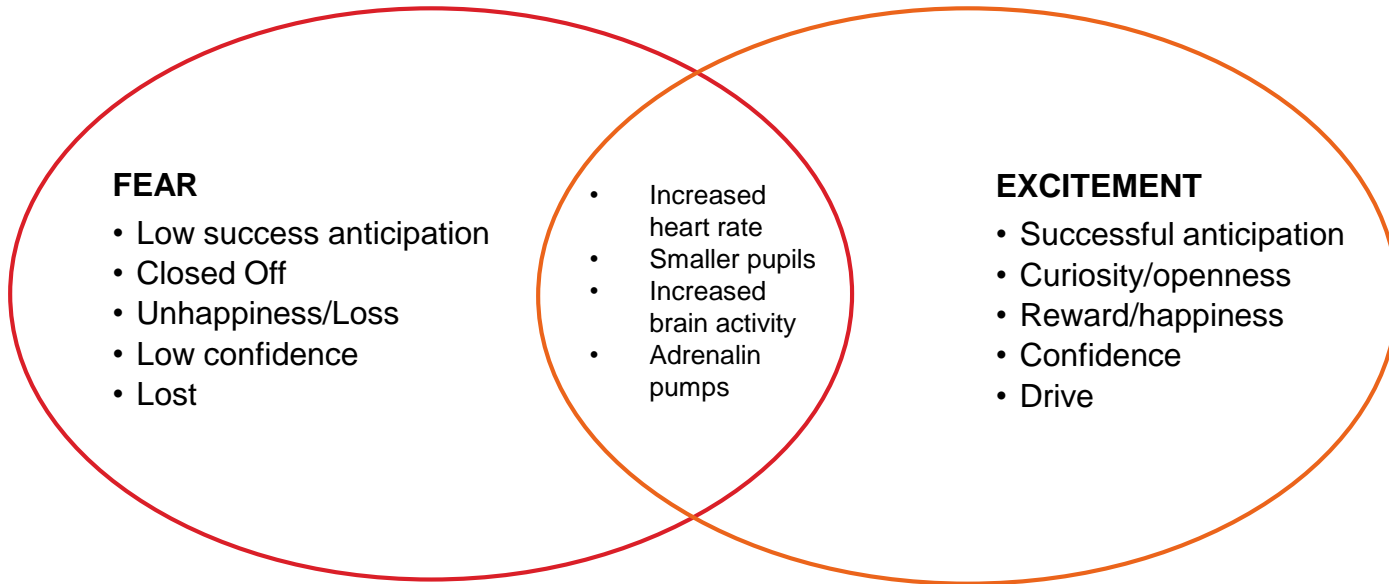 FEAR
• Low success anticipation
• Closed Off
• Unhappiness/Loss
• Low confidence
• Lost
• Increased
heart rate
• Smaller pupils
• Increased
brain activity
• Adrenalin
pumps
EXCITEMENT
• Successful anticipation
• Curiosity/openness
• Reward/happiness
• Confidence
• Drive